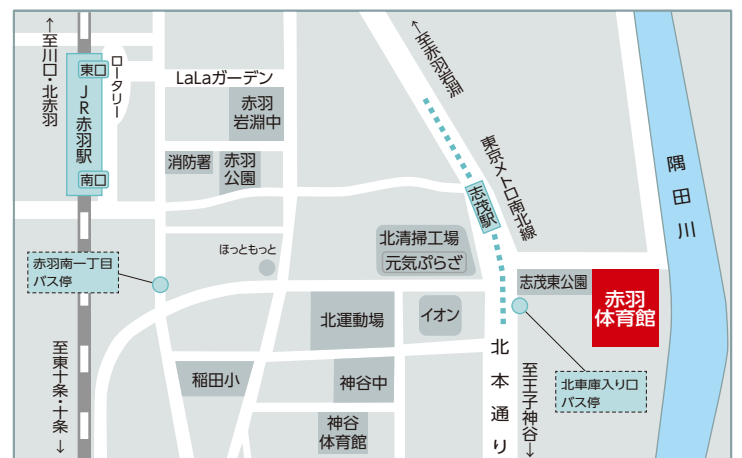 ←至川口・北赤羽
東口
JR赤羽駅
南口
ロータリー
LaLaガーデン
赤羽
岩淵中
消防署
赤羽
公園
←至赤羽岩淵
東京メトロ南北線
志茂駅
隅田川
赤羽南一丁目
バス停
ほっともっと
北清掃工場
元気ぷらざ
志茂東公園
赤羽
体育館
北運動場
イオン
至東十条・十条→
稲田小
神谷中
神谷
体育館
北本通り
至王子神谷→
北車庫入り口
バス停